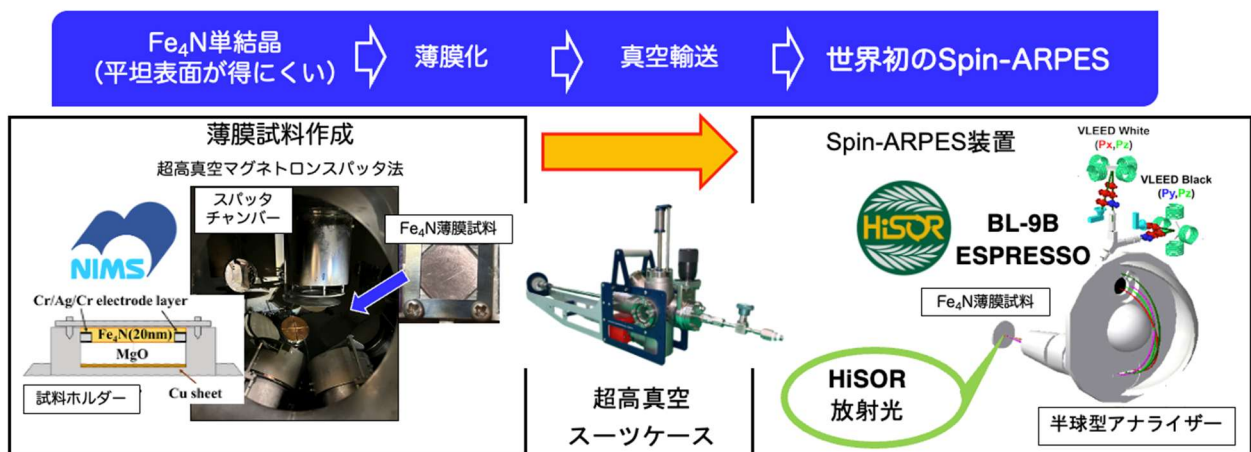 Fe₄N単結晶
（平坦表面が得にくい）
薄膜化
真空輸送
世界初のSpin-ARPES
薄膜試料作成
超高真空マグネトロンスパッタ法
スパッタ
チャンバー
Fe₄N薄膜試料
NIMS
Cr/Ag/Cr electrode layer
Fe₄N(20nm)
MgO
Cu sheet
試料ホルダー
超高真空
スーツケース
Spin-ARPES装置
VLEED White
(Px,Pz)
VLEED Black
(Py,Pz)
HiSOR
BL-9B
ESPRESSO
Fe₄N薄膜試料
HiSOR
放射光
半球型アナライザー